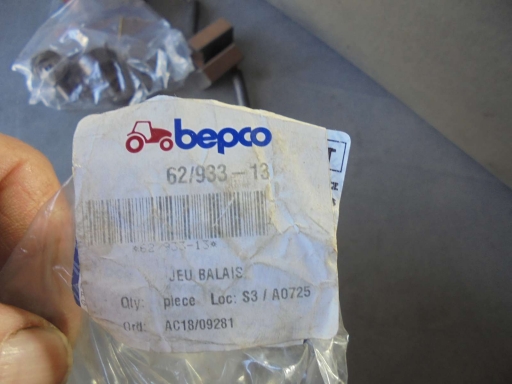 bepco
62/933-13
*62/933-13*
JEU BALAIS
Qty: piece Loc: S3 / A0725
Ord: AC18/09281
T